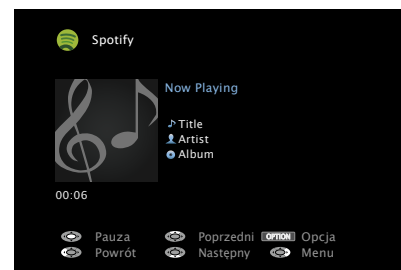 Spotify
Now Playing
Title
Artist
Album
00:06
Pauza Poprzedni OPTION Opcja
Powrót Następny Menu